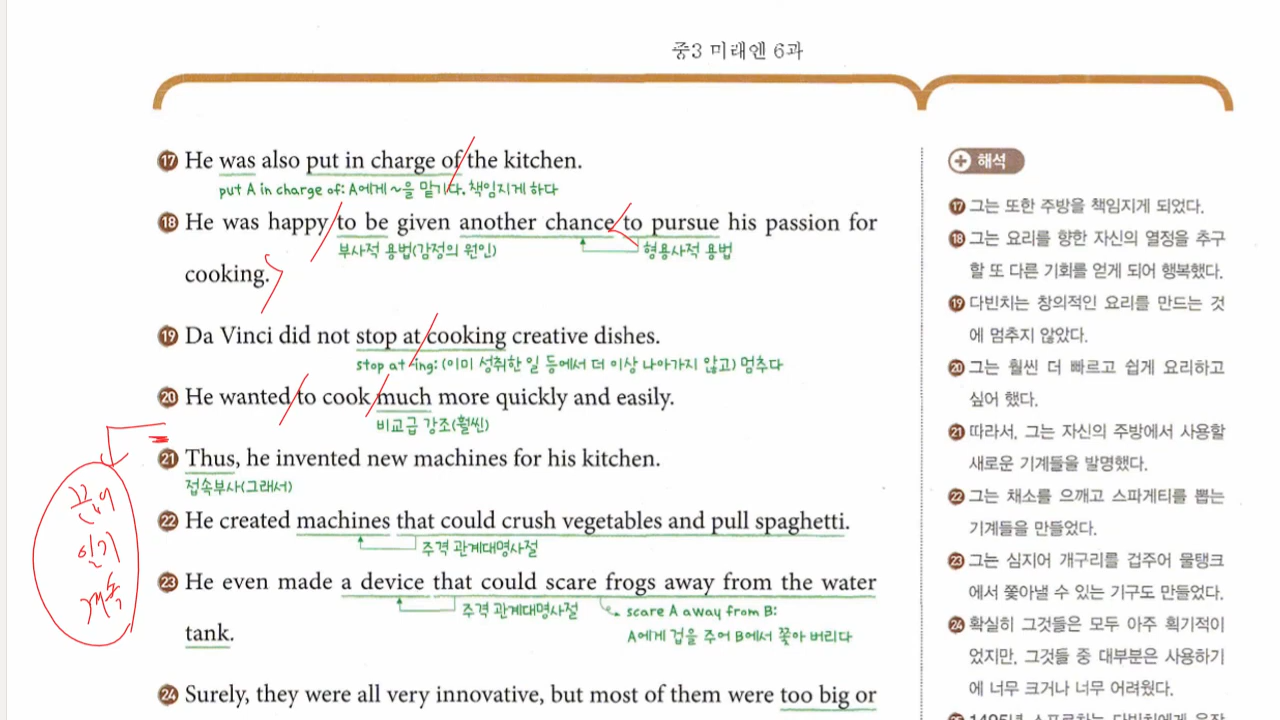 중3 미래엔 6과
⑰ He was also put in charge of the kitchen.
put A in charge of: A에게 ~을 맡기다, 책임지게 하다
⑱ He was happy to be given another chance to pursue his passion for
부사적 용법(감정의 원인) 형용사적 용법
cooking.
⑲ Da Vinci did not stop at cooking creative dishes.
stop at -ing: (이미 성취한 일 등에서 더 이상 나아가지 않고) 멈추다
⑳ He wanted to cook much more quickly and easily.
비교급 강조(훨씬)
㉑ Thus, he invented new machines for his kitchen.
접속부사(그래서)
㉒ He created machines that could crush vegetables and pull spaghetti.
주격 관계대명사절
㉓ He even made a device that could scare frogs away from the water
주격 관계대명사절 scare A away from B:
tank.
A에게 겁을 주어 B에서 쫓아 버리다
㉔ Surely, they were all very innovative, but most of them were too big or
끊어
읽기
해석
⑰ 그는 또한 주방을 책임지게 되었다.
⑱ 그는 요리를 향한 자신의 열정을 추구
할 또 다른 기회를 얻게 되어 행복했다.
⑲ 다빈치는 창의적인 요리를 만드는 것
에 멈추지 않았다.
⑳ 그는 훨씬 더 빠르고 쉽게 요리하고
싶어 했다.
㉑ 따라서, 그는 자신의 주방에서 사용할
새로운 기계들을 발명했다.
㉒ 그는 채소를 으깨고 스파게티를 뽑는
기계들을 만들었다.
㉓ 그는 심지어 개구리를 겁주어 물탱크
에서 쫓아낼 수 있는 기구도 만들었다.
㉔ 확실히 그것들은 모두 아주 획기적이
었지만, 그것들 중 대부분은 사용하기
에 너무 크거나 너무 어려웠다.